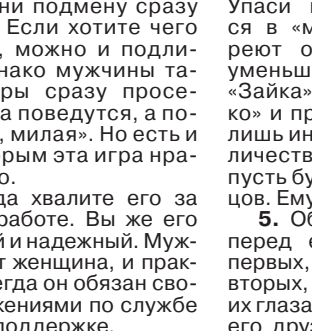 ни подмену сразу
Если хотите чего
, можно и подли-
нако мужчины та-
ры сразу просе-
а поведутся, а по-
, милая». Но есть и
рым эта игра нра-
о.
да хвалите его за
работе. Вы же его
й и надежный. Муж-
т женщина, и прак-
егда он обязан сво-
жениями по службе
поддержке.
Упаси
ся в «м
реют о
уменьш
«Зайка»
ко» и пр
лишь ин
личеств
пусть бу
цов. Ему
5. Об
перед е
первых,
вторых,
их глаза
его друз